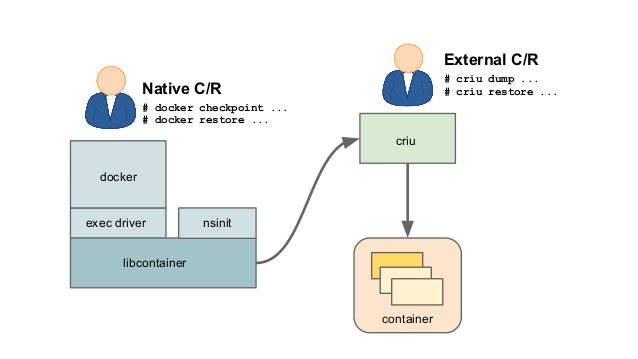 Native C/R
# docker checkpoint ...
# docker restore ...
External C/R
# criu dump ...
# criu restore ...
docker
exec driver
nsinit
libcontainer
criu
container